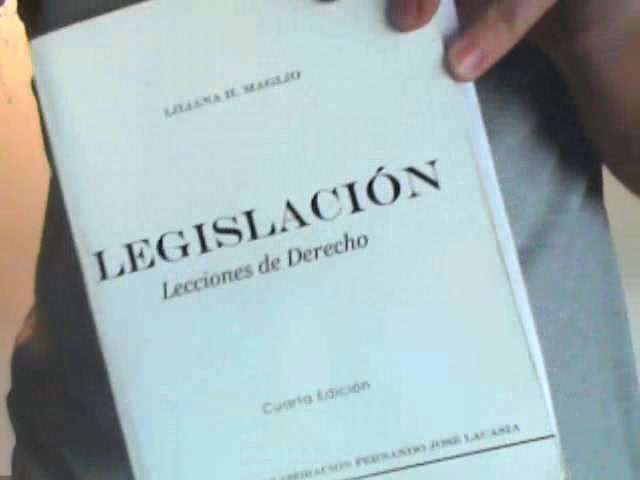 LILIANA H. MAGLIO
LEGISLACIÓN
Lecciones de Derecho
Cuarta Edición
FERNANDO JOSE LACASIA